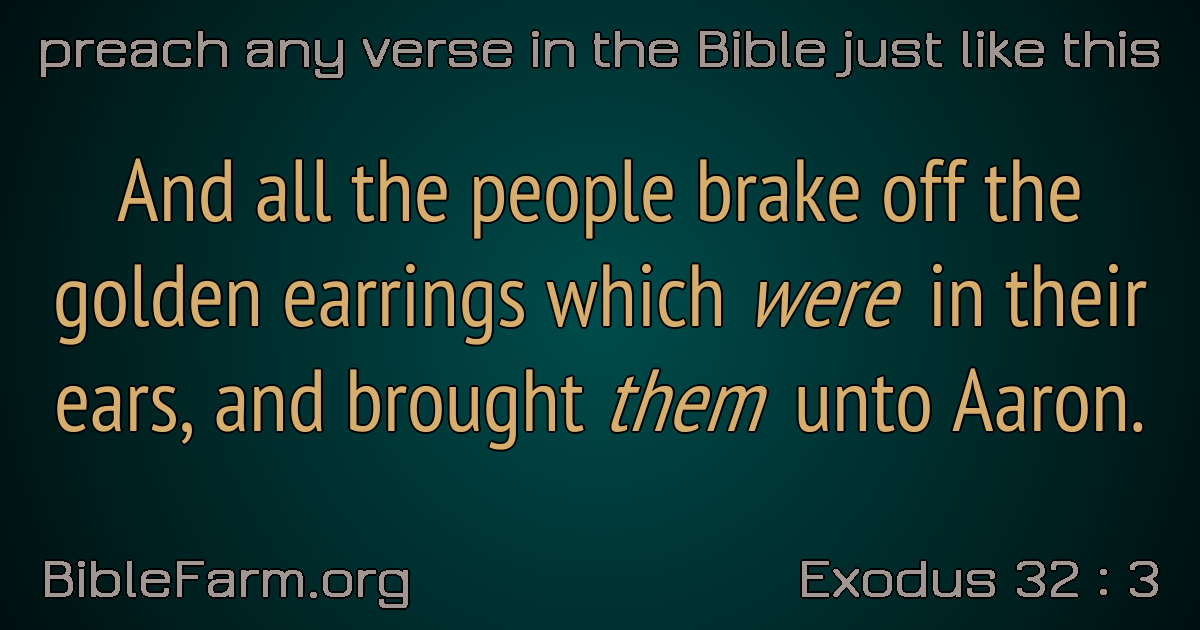 preach any verse in the Bible just like this
And all the people brake off the
golden earrings which were in their
ears, and brought them unto Aaron.
BibleFarm.org
Exodus 32 : 3